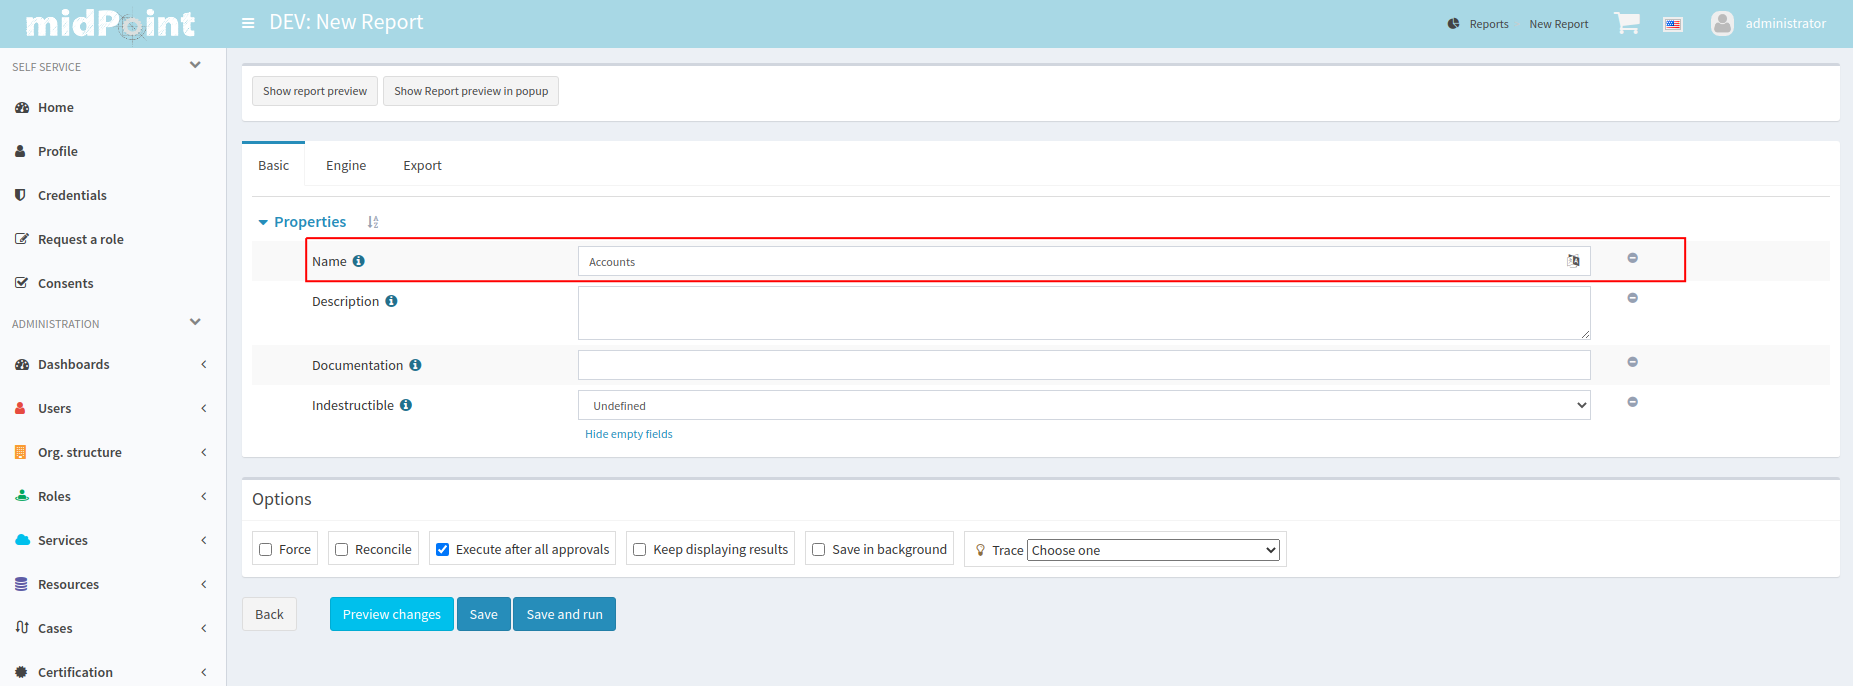 midPoint
DEV: New Report
Reports
New Report
administrator
SELF SERVICE
Home
Profile
Credentials
Request a role
Consents
ADMINISTRATION
Dashboards
Users
Org. structure
Roles
Services
Resources
Cases
Certification
Show report preview
Show Report preview in popup
Basic
Engine
Export
Properties
Name
Accounts
Description
Documentation
Indestructible
Undefined
Hide empty fields
Options
Force
Reconcile
Execute after all approvals
Keep displaying results
Save in background
Trace
Choose one
Back
Preview changes
Save
Save and run